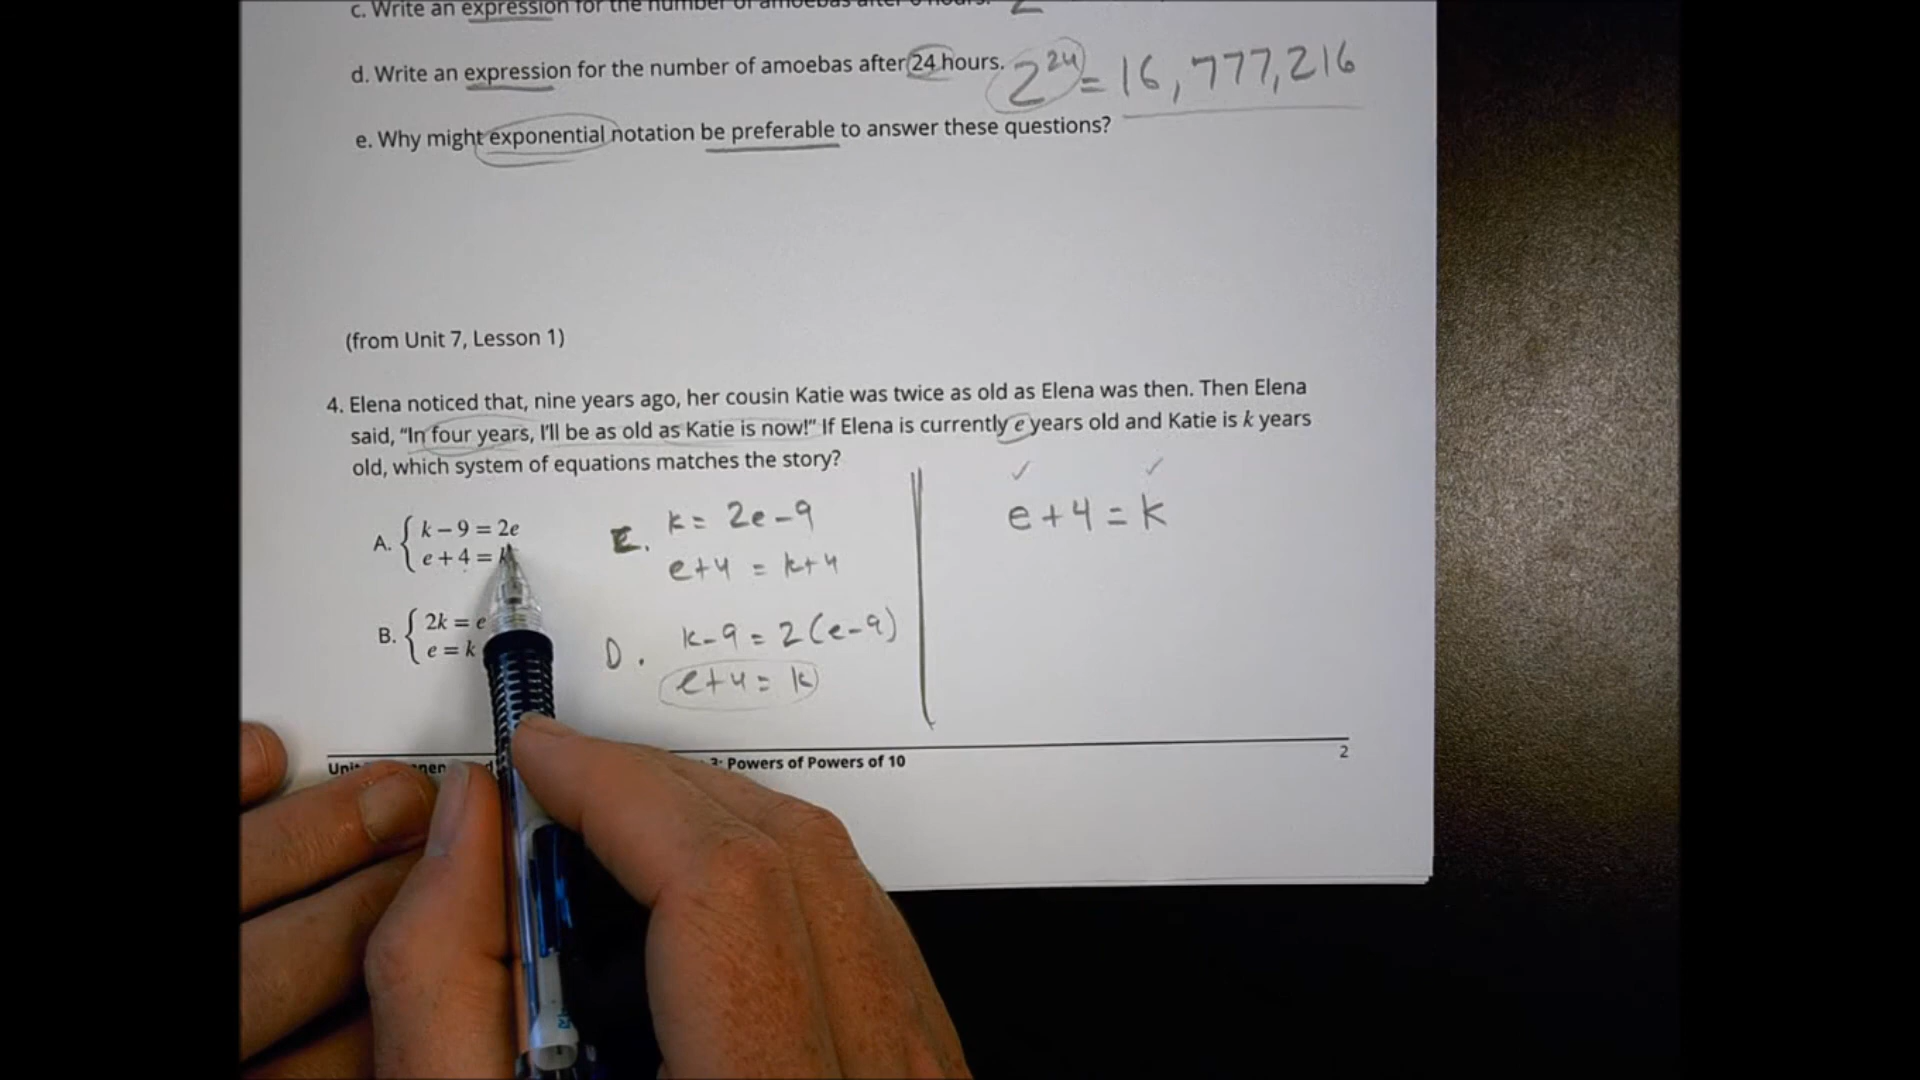 c. Write an expression for the number of amoebas after 6 hours. 2
d. Write an expression for the number of amoebas after 24 hours. 2^24 = 16,777,216
e. Why might exponential notation be preferable to answer these questions?
(from Unit 7, Lesson 1)
4. Elena noticed that, nine years ago, her cousin Katie was twice as old as Elena was then. Then Elena
said, “In four years, I’ll be as old as Katie is now!” If Elena is currently e years old and Katie is k years
old, which system of equations matches the story?
A. { k − 9 = 2e
e + 4 = k
B. { 2k = e
e = k
E. k = 2e − 9
e + 4 = k + 4
D. k − 9 = 2(e − 9)
e + 4 = k
e + 4 = k
Powers of Powers of 10
2